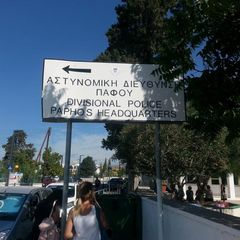 ΑΣΤΥΝΟΜΙΚΗ ΔΙΕΥΘΥΝΣΗ
ΠΑΦΟΥ
DIVISIONAL POLICE
PAPHOS HEADQUARTERS